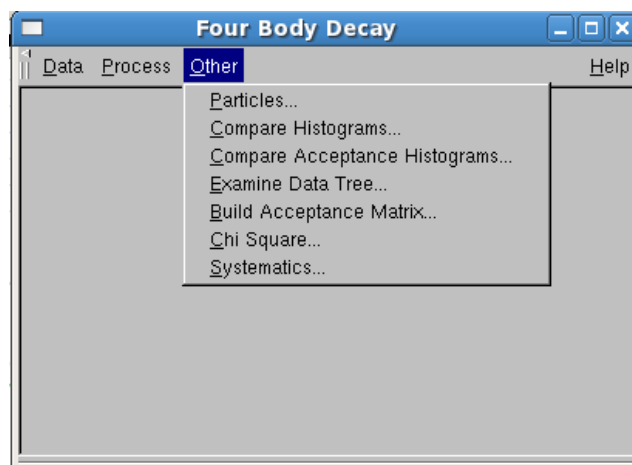 Four Body Decay
Data Process Other Help
Particles...
Compare Histograms...
Compare Acceptance Histograms...
Examine Data Tree...
Build Acceptance Matrix...
Chi Square...
Systematics...